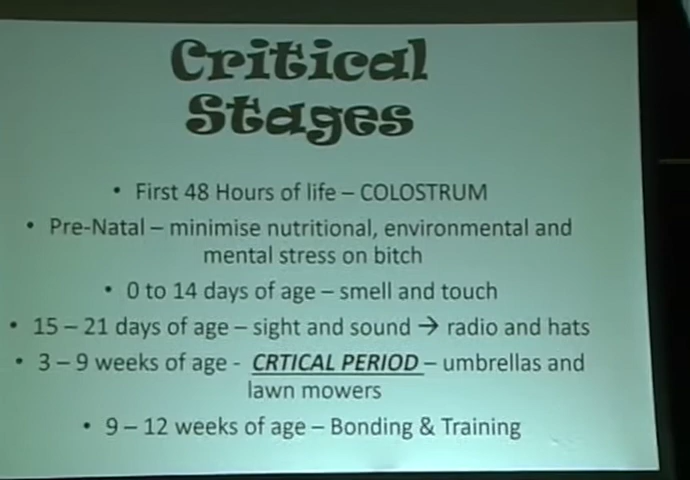 Critical
Stages
• First 48 Hours of life – COLOSTRUM
• Pre-Natal – minimise nutritional, environmental and
mental stress on bitch
• 0 to 14 days of age – smell and touch
• 15 – 21 days of age – sight and sound → radio and hats
• 3 – 9 weeks of age - CRTICAL PERIOD – umbrellas and
lawn mowers
• 9 – 12 weeks of age – Bonding & Training